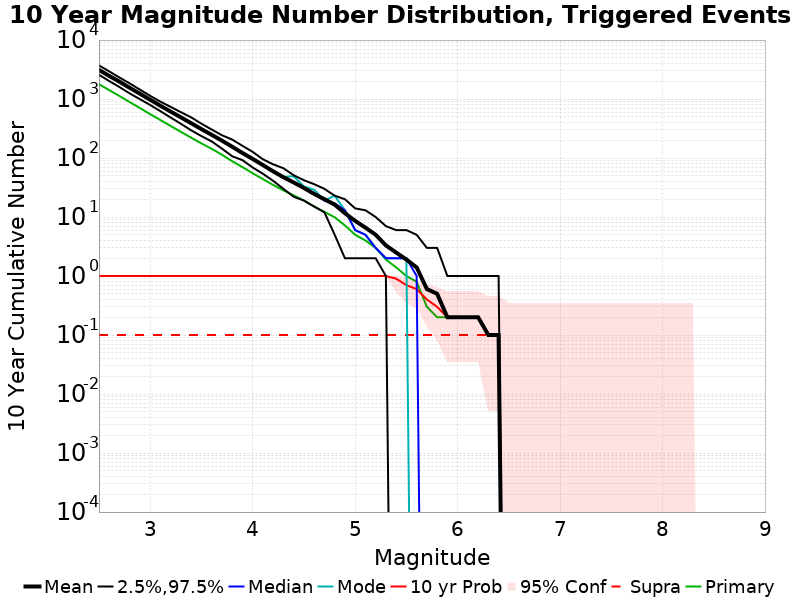 10 Year Magnitude Number Distribution, Triggered Events
10^4
10^3
10^2
10^1
10^0
10^-1
10^-2
10^-3
10^-4
10 Year Cumulative Number
3 4 5 6 7 8 9
Magnitude
Mean 2.5%,97.5% Median Mode 10 yr Prob 95% Conf Supra Primary